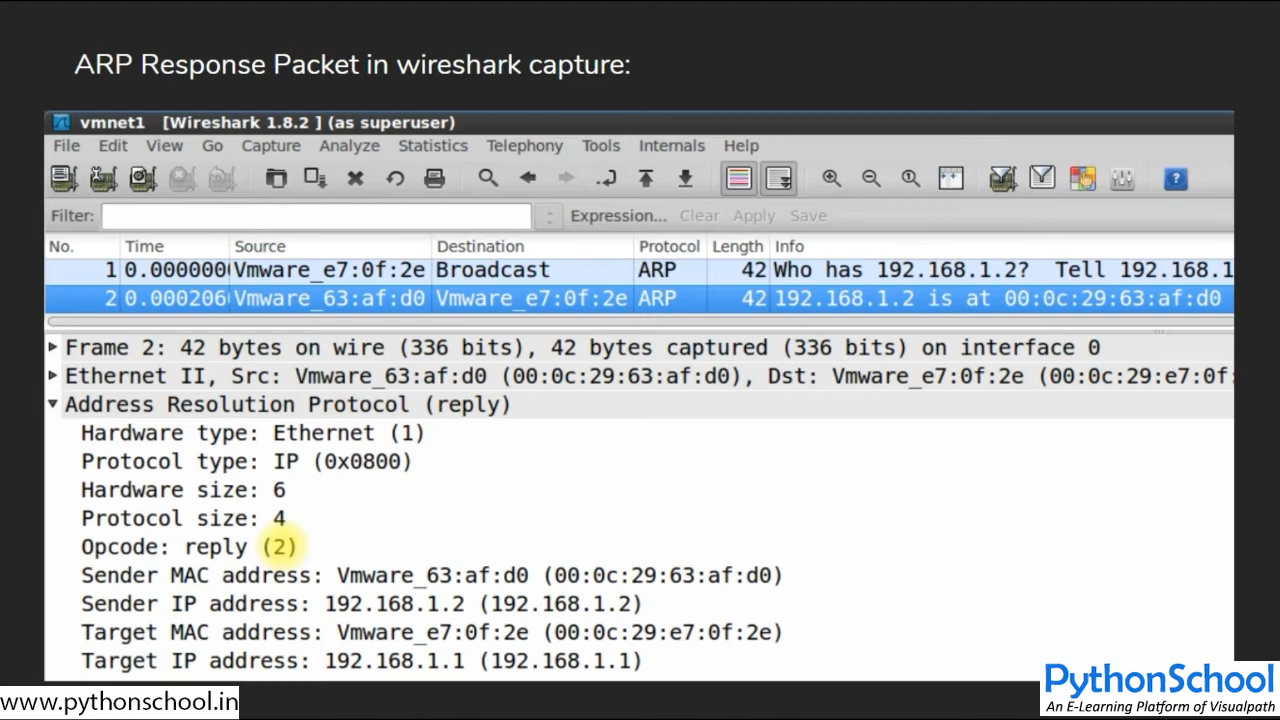 ARP Response Packet in wireshark capture:
vmnet1 [Wireshark 1.8.2 ] (as superuser)
File Edit View Go Capture Analyze Statistics Telephony Tools Internals Help
Filter: Expression... Clear Apply Save
No. Time Source Destination Protocol Length Info
1 0.000000 Vmware_e7:0f:2e Broadcast ARP 42 Who has 192.168.1.2? Tell 192.168.1
2 0.000206 Vmware_63:af:d0 Vmware_e7:0f:2e ARP 42 192.168.1.2 is at 00:0c:29:63:af:d0
Frame 2: 42 bytes on wire (336 bits), 42 bytes captured (336 bits) on interface 0
Ethernet II, Src: Vmware_63:af:d0 (00:0c:29:63:af:d0), Dst: Vmware_e7:0f:2e (00:0c:29:e7:0f:
Address Resolution Protocol (reply)
Hardware type: Ethernet (1)
Protocol type: IP (0x0800)
Hardware size: 6
Protocol size: 4
Opcode: reply (2)
Sender MAC address: Vmware_63:af:d0 (00:0c:29:63:af:d0)
Sender IP address: 192.168.1.2 (192.168.1.2)
Target MAC address: Vmware_e7:0f:2e (00:0c:29:e7:0f:2e)
Target IP address: 192.168.1.1 (192.168.1.1)
www.pythonschool.in
PythonSchool
An E-Learning Platform of Visualpath